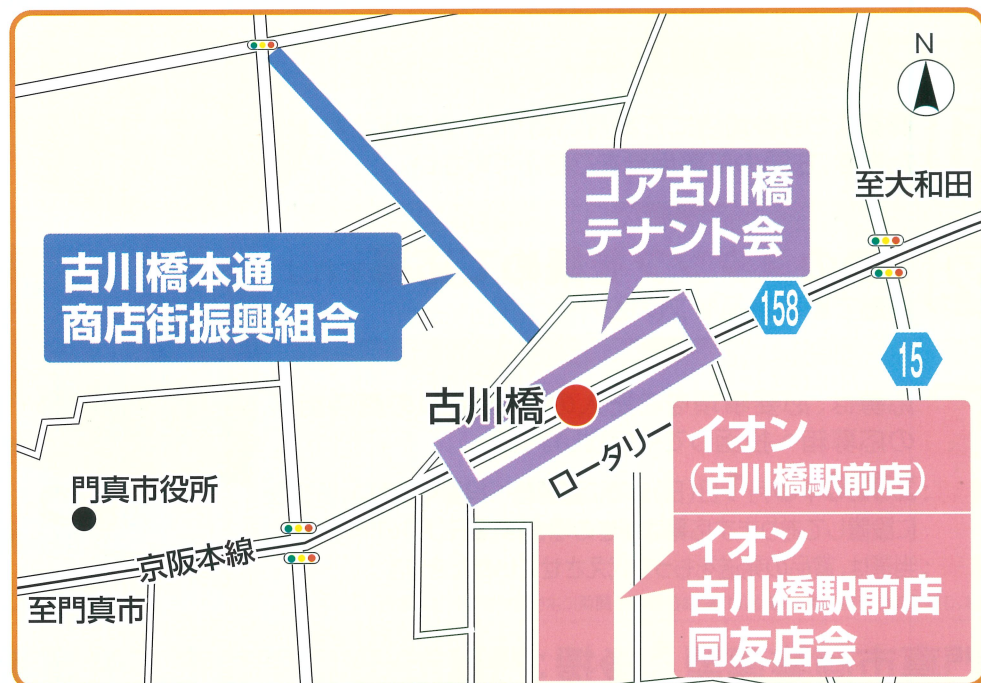 N
至大和田
コア古川橋
テナント会
古川橋本通
商店街振興組合
158
15
古川橋
ロータリー
イオン
（古川橋駅前店）
イオン
古川橋駅前店
同友店会
門真市役所
京阪本線
至門真市